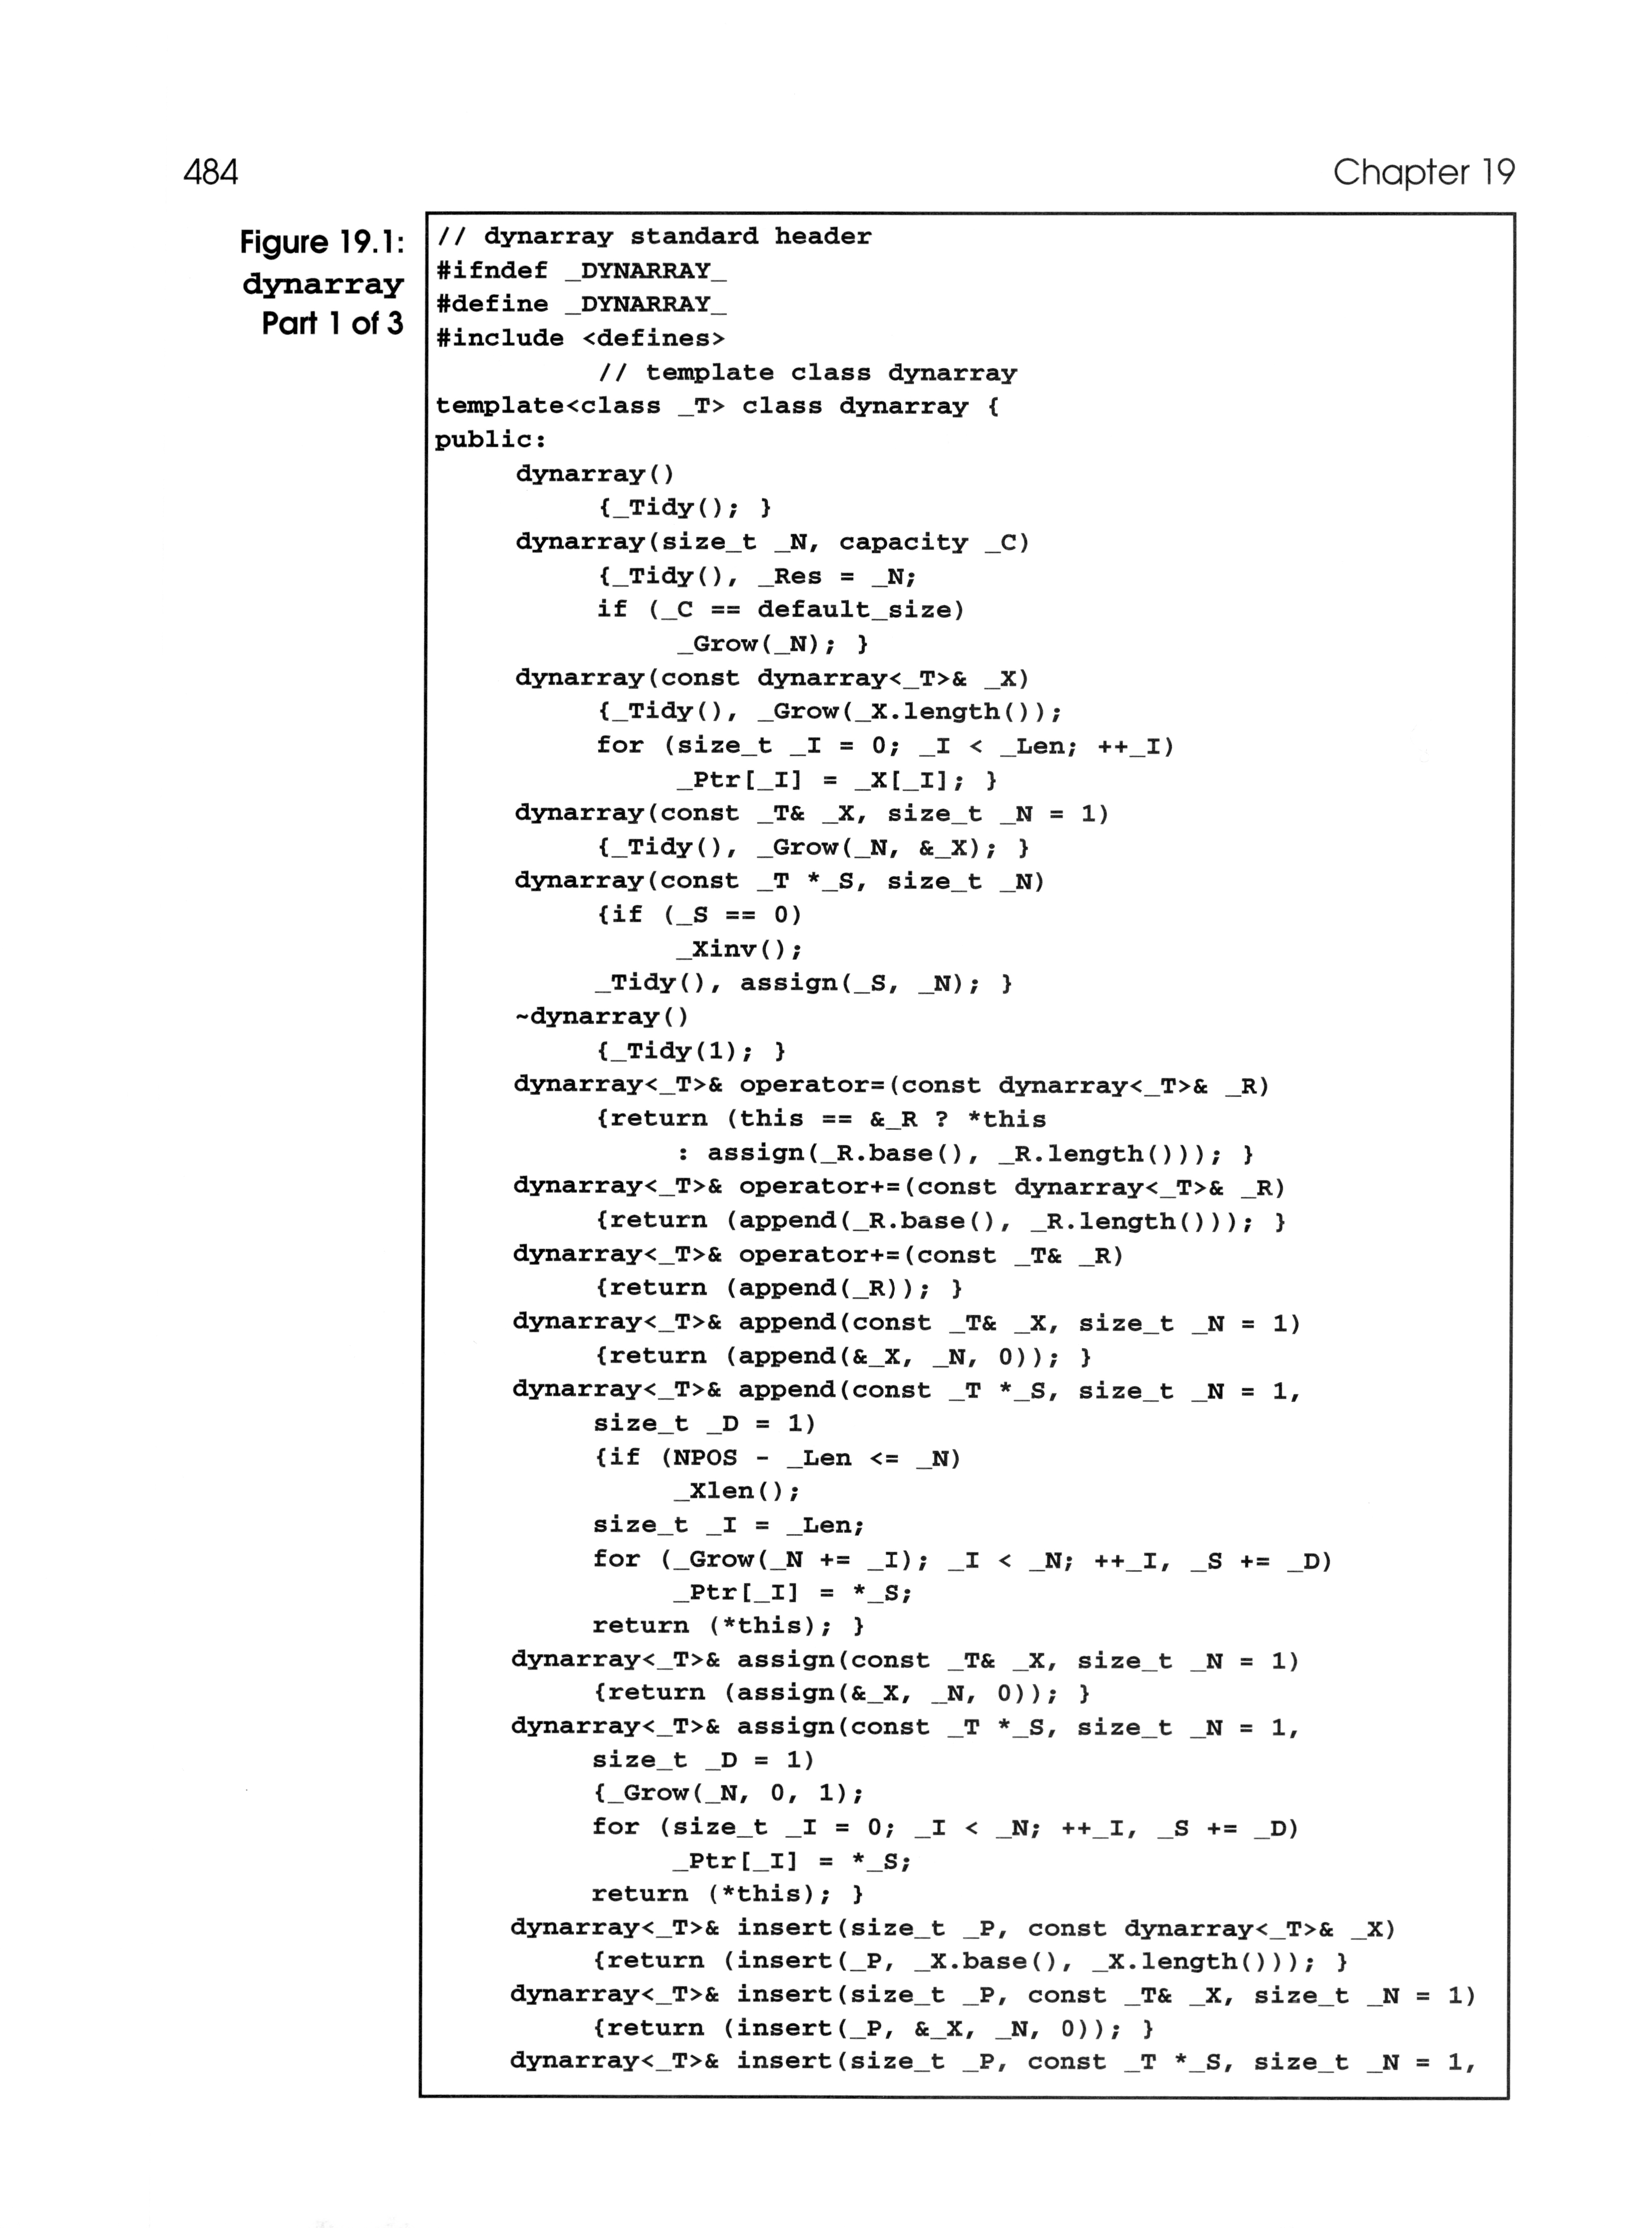 484
Chapter 19
Figure 19.1:
dynarray
Part 1 of 3
// dynarray standard header
#ifndef _DYNARRAY_
#define _DYNARRAY_
#include <defines>
// template class dynarray
template<class _T> class dynarray {
public:
dynarray()
{_Tidy(); }
dynarray(size_t _N, capacity _C)
{_Tidy(), _Res = _N;
if (_C == default_size)
_Grow(_N); }
dynarray(const dynarray<_T>& _X)
{_Tidy(), _Grow(_X.length());
for (size_t _I = 0; _I < _Len; ++_I)
_Ptr[_I] = _X[_I]; }
dynarray(const _T& _X, size_t _N = 1)
{_Tidy(), _Grow(_N, &_X); }
dynarray(const _T *_S, size_t _N)
{if (_S == 0)
_Xinv();
_Tidy(), assign(_S, _N); }
~dynarray()
{_Tidy(1); }
dynarray<_T>& operator=(const dynarray<_T>& _R)
{return (this == &_R ? *this
: assign(_R.base(), _R.length())); }
dynarray<_T>& operator+=(const dynarray<_T>& _R)
{return (append(_R.base(), _R.length())); }
dynarray<_T>& operator+=(const _T& _R)
{return (append(_R)); }
dynarray<_T>& append(const _T& _X, size_t _N = 1)
{return (append(&_X, _N, 0)); }
dynarray<_T>& append(const _T *_S, size_t _N = 1,
size_t _D = 1)
{if (NPOS - _Len <= _N)
_Xlen();
size_t _I = _Len;
for (_Grow(_N += _I); _I < _N; ++_I, _S += _D)
_Ptr[_I] = *_S;
return (*this); }
dynarray<_T>& assign(const _T& _X, size_t _N = 1)
{return (assign(&_X, _N, 0)); }
dynarray<_T>& assign(const _T *_S, size_t _N = 1,
size_t _D = 1)
{_Grow(_N, 0, 1);
for (size_t _I = 0; _I < _N; ++_I, _S += _D)
_Ptr[_I] = *_S;
return (*this); }
dynarray<_T>& insert(size_t _P, const dynarray<_T>& _X)
{return (insert(_P, _X.base(), _X.length())); }
dynarray<_T>& insert(size_t _P, const _T& _X, size_t _N = 1)
{return (insert(_P, &_X, _N, 0)); }
dynarray<_T>& insert(size_t _P, const _T *_S, size_t _N = 1,